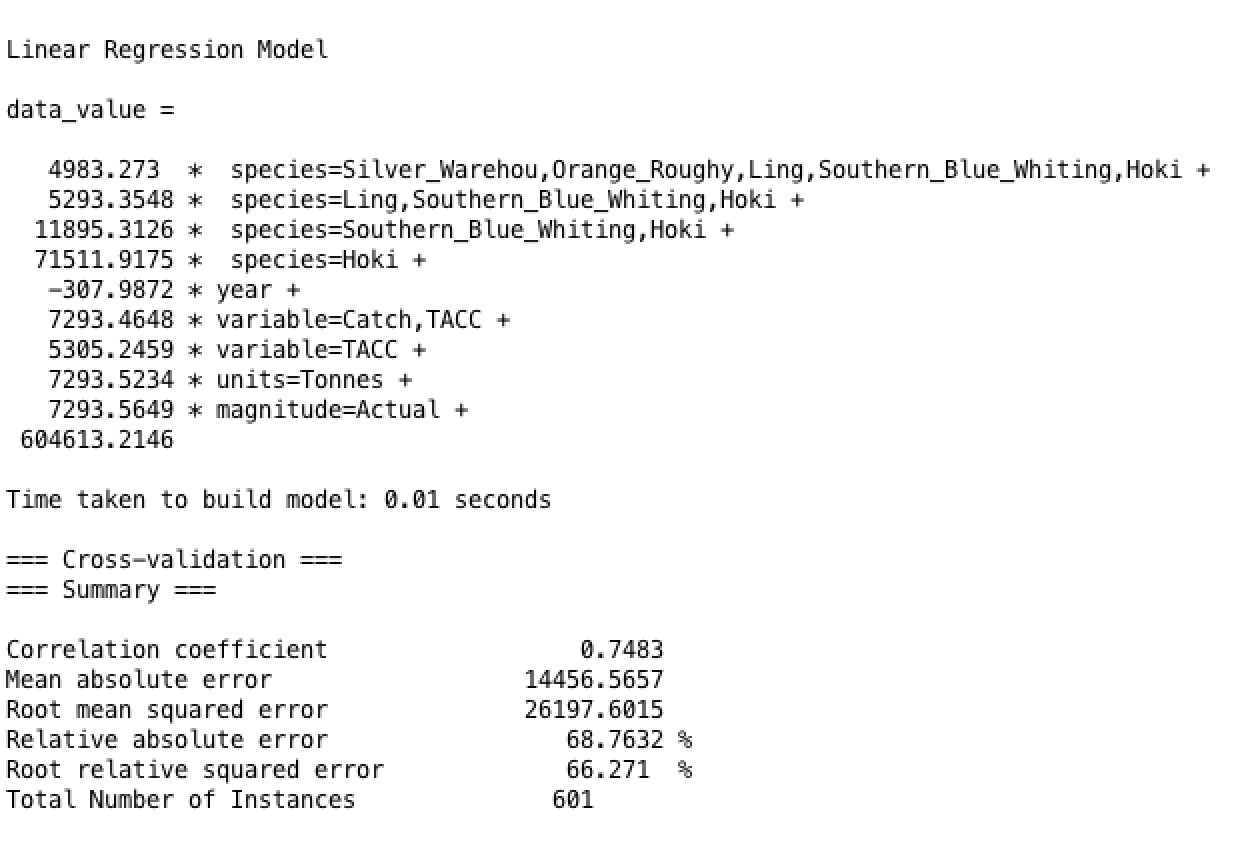 Linear Regression Model
data_value =
4983.273 * species=Silver_Warehou,Orange_Roughy,Ling,Southern_Blue_Whiting,Hoki +
5293.3548 * species=Ling,Southern_Blue_Whiting,Hoki +
11895.3126 * species=Southern_Blue_Whiting,Hoki +
71511.9175 * species=Hoki +
-307.9872 * year +
7293.4648 * variable=Catch,TACC +
5305.2459 * variable=TACC +
7293.5234 * units=Tonnes +
7293.5649 * magnitude=Actual +
604613.2146
Time taken to build model: 0.01 seconds
=== Cross-validation ===
=== Summary ===
Correlation coefficient 0.7483
Mean absolute error 14456.5657
Root mean squared error 26197.6015
Relative absolute error 68.7632 %
Root relative squared error 66.271 %
Total Number of Instances 601